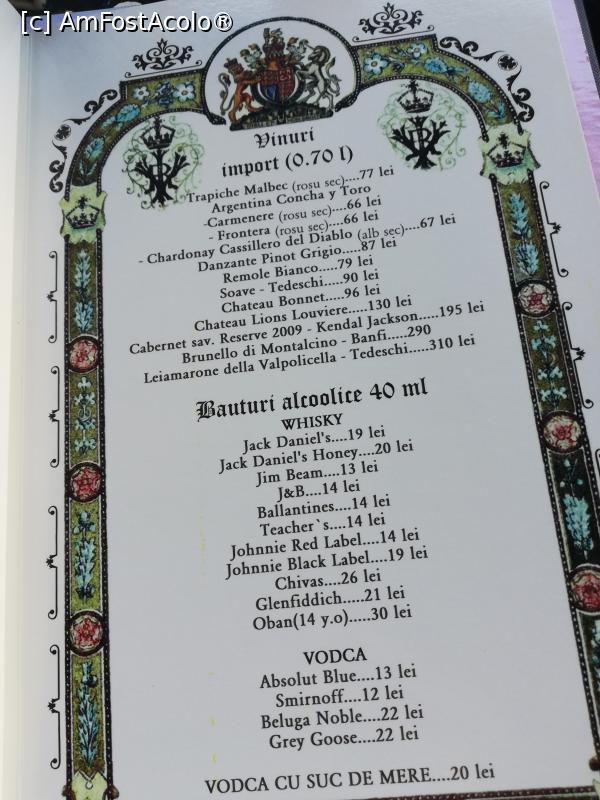 [c] AmFostAcolo®
Vinuri
import (0.70 l)
Trapiche Malbec (rosu sec)....77 lei
Argentina Concha y Toro
-Carmenere (rosu sec)....66 lei
- Frontera (rosu sec)....66 lei
- Chardonay Cassillero del Diablo (alb sec)....67 lei
Danzante Pinot Grigio.....87 lei
Remole Bianco.....79 lei
Soave - Tedeschi.....90 lei
Chateau Bonnet.....96 lei
Chateau Lions Louviere.....130 lei
Cabernet sav. Reserve 2009 - Kendal Jackson.....195 lei
Brunello di Montalcino - Banfi.....290
Leiamarone della Valpolicella - Tedeschi.....310 lei
Bauturi alcoolice 40 ml
WHISKY
Jack Daniel's....19 lei
Jack Daniel's Honey....20 lei
Jim Beam....13 lei
J&B....14 lei
Ballantines....14 lei
Teacher`s....14 lei
Johnnie Red Label....14 lei
Johnnie Black Label....19 lei
Chivas....26 lei
Glenfiddich.....21 lei
Oban(14 y.o).....30 lei
VODCA
Absolut Blue....13 lei
Smirnoff....12 lei
Beluga Noble....22 lei
Grey Goose....22 lei
VODCA CU SUC DE MERE....20 lei